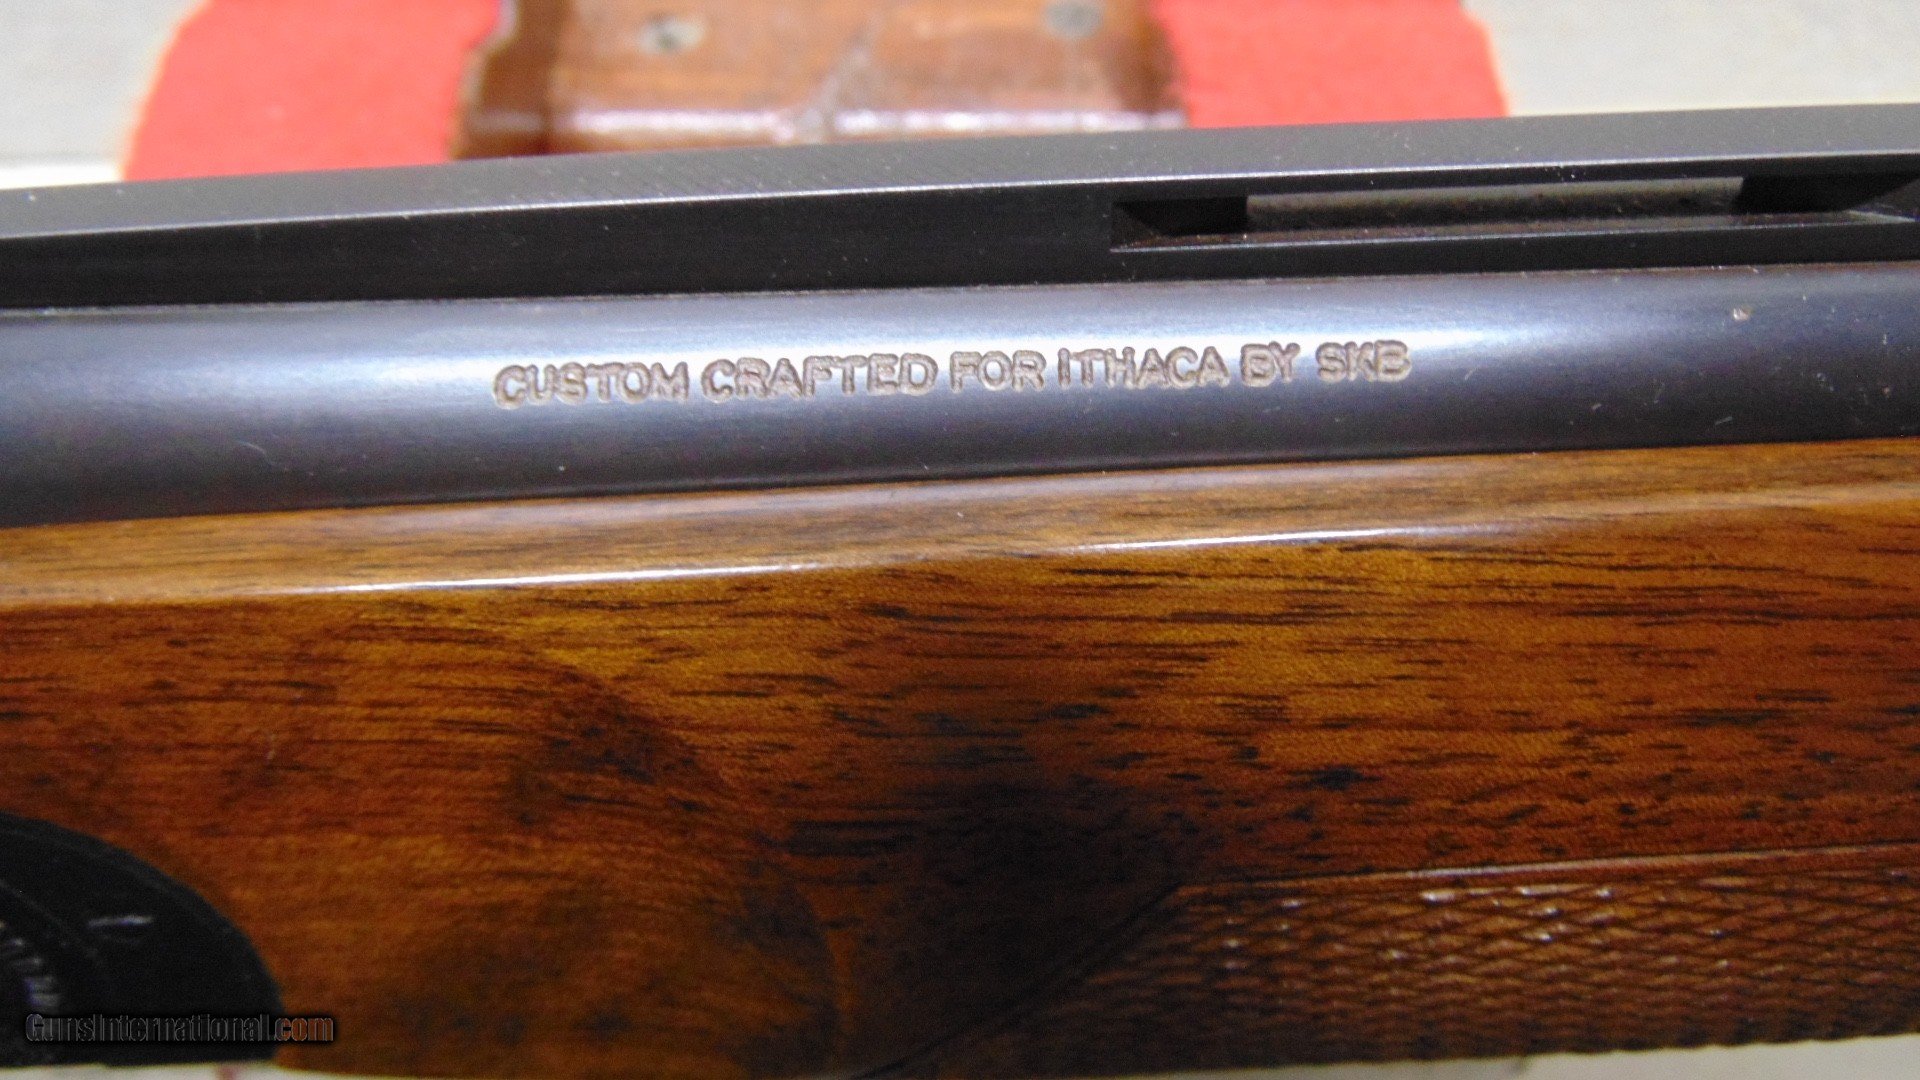 CUSTOM CRAFTED FOR ITHACA BY SKB
GunsInternational.com